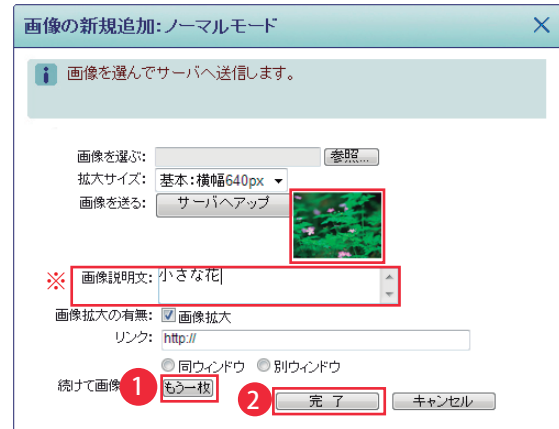 画像の新規追加:ノーマルモード
画像を選んでサーバへ送信します。
画像を選ぶ: 参照...
拡大サイズ: 基本:横幅640px
画像を送る: サーバへアップ
※ 画像説明文: 小さな花
画像拡大の有無: 画像拡大
リンク: http://
同ウィンドウ 別ウィンドウ
続けて画像 1 もう一枚
2 完了 キャンセル